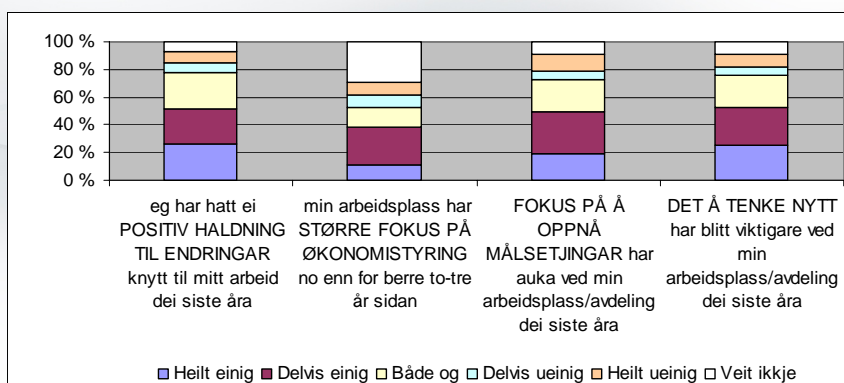 100 %
80 %
60 %
40 %
20 %
0 %
eg har hatt ei
POSITIV HALDNING
TIL ENDRINGAR
knytt til mitt arbeid
dei siste åra
min arbeidsplass har
STØRRE FOKUS PÅ
ØKONOMISTYRING
no enn for berre to-tre
år sidan
FOKUS PÅ Å
OPPNÅ
MÅLSETJINGAR har
auka ved min
arbeidsplass/avdeling
dei siste åra
DET Å TENKE NYTT
har blitt viktigare ved
min
arbeidsplass/avdeling
dei siste åra
Heilt einig Delvis einig Både og Delvis ueinig Heilt ueinig Veit ikkje